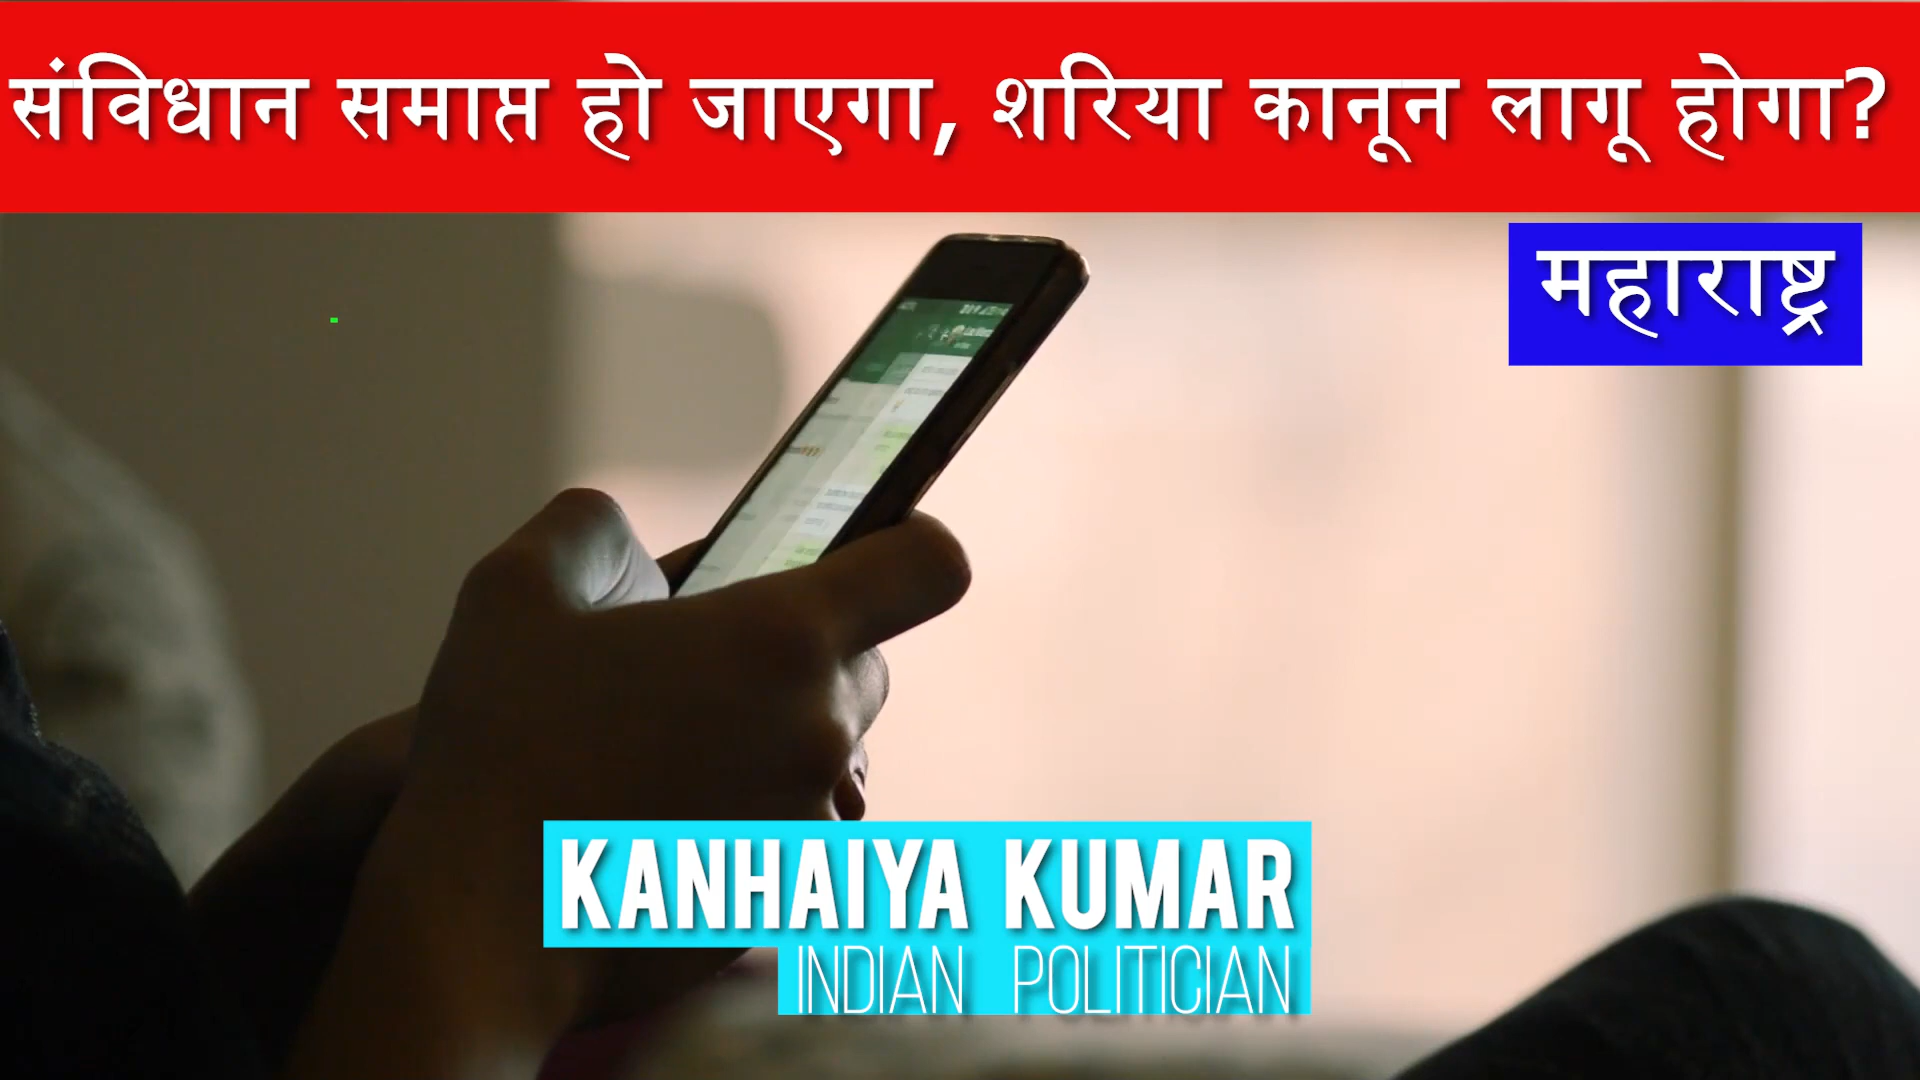 संविधान समाप्त हो जाएगा, शरिया कानून लागू होगा?
महाराष्ट्र
KANHAIYA KUMAR
INDIAN POLITICIAN